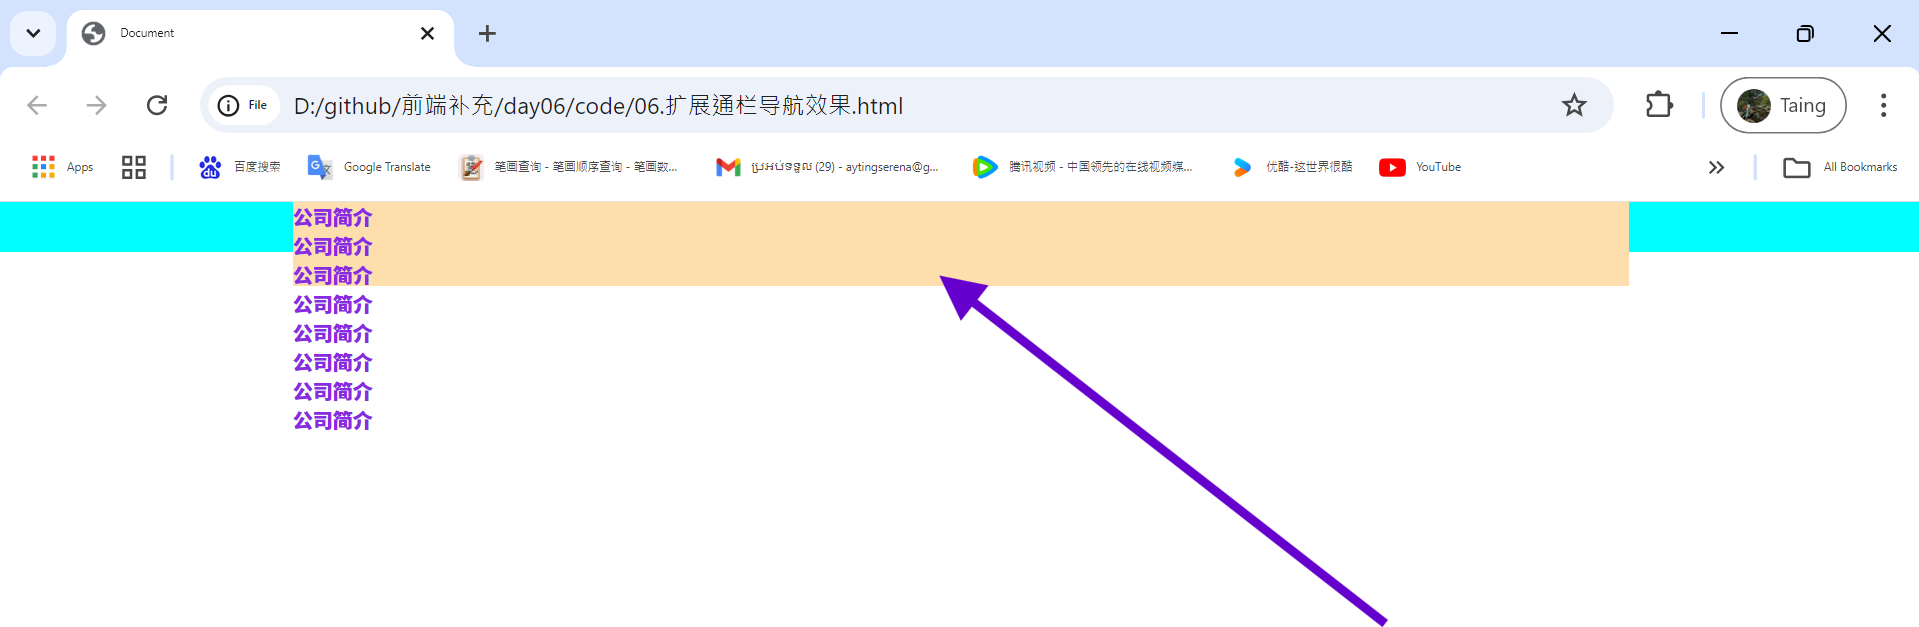 Document
File
D:/github/前端补充/day06/code/06.扩展通栏导航效果.html
Taing
Apps
百度搜索
Google Translate
笔画查询 - 笔画顺序查询 - 笔画数...
ប្រអប់ទទួល (29) - aytingserena@g...
腾讯视频 - 中国领先的在线视频媒...
优酷-这世界很酷
YouTube
All Bookmarks
公司简介
公司简介
公司简介
公司简介
公司简介
公司简介
公司简介
公司简介